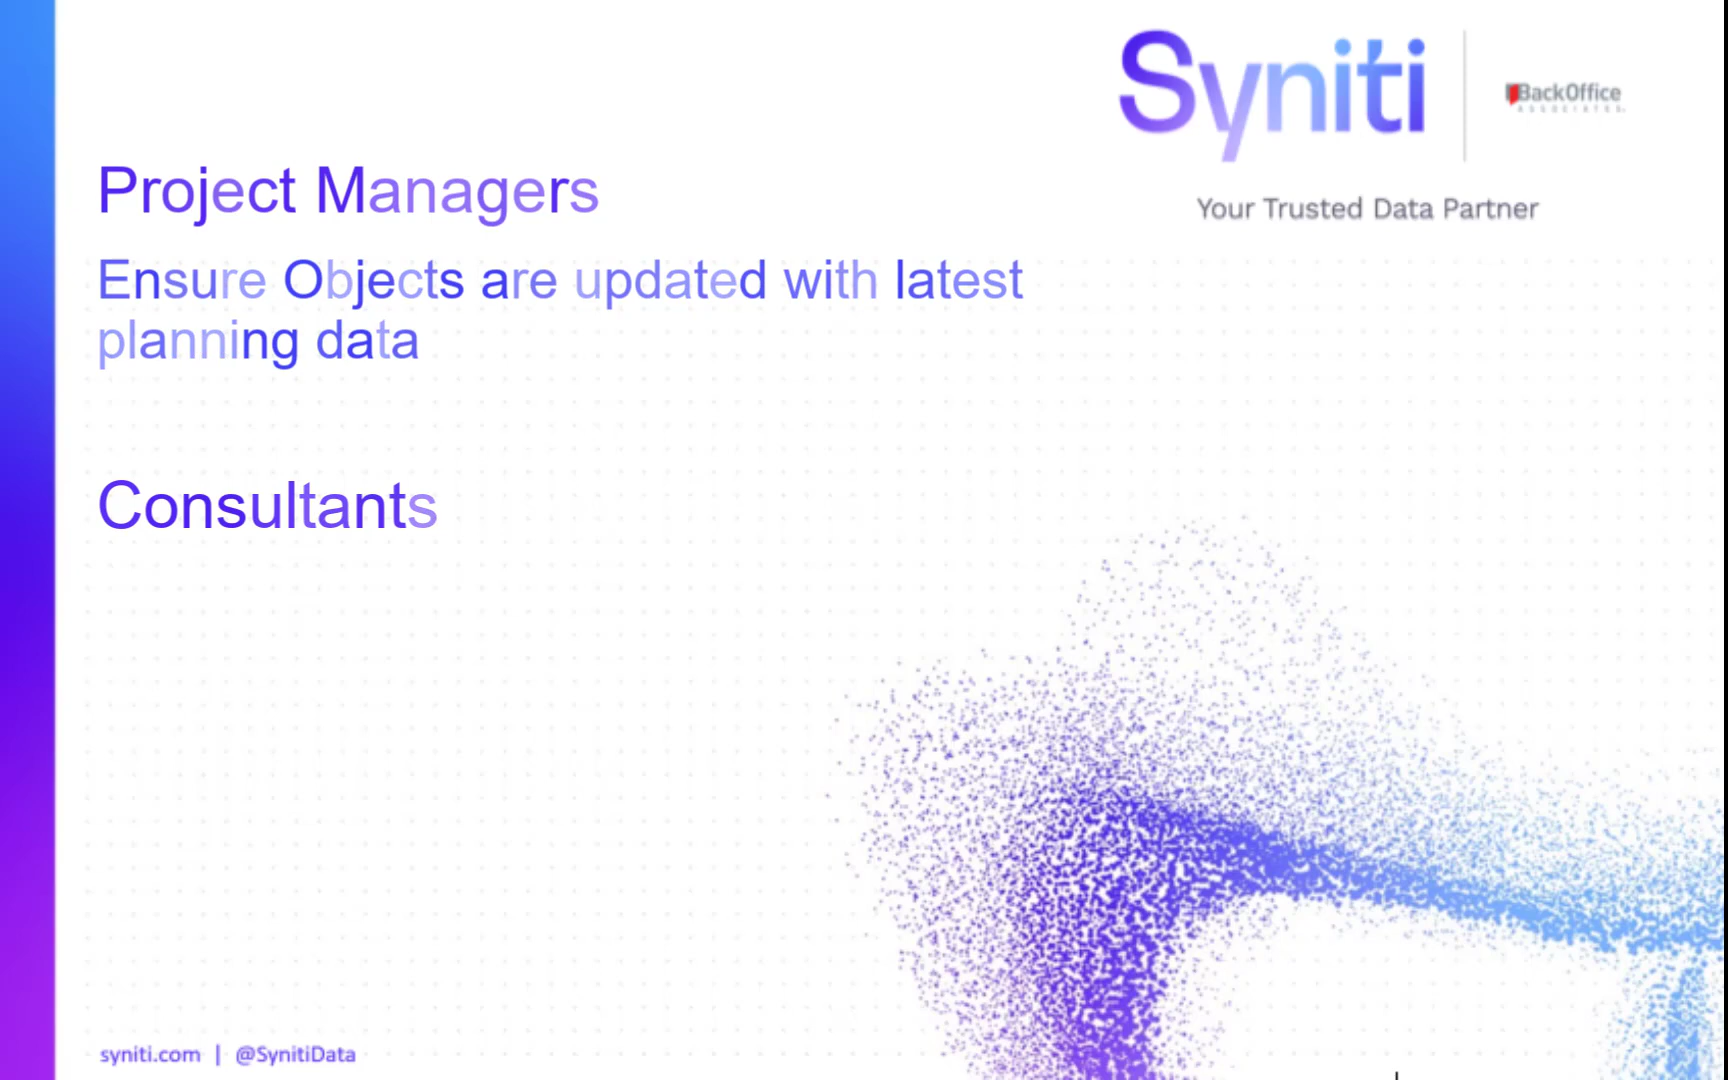 Syniti
BackOffice
ASSOCIATES
Your Trusted Data Partner
Project Managers
Ensure Objects are updated with latest
planning data
Consultants
syniti.com | @SynitiData